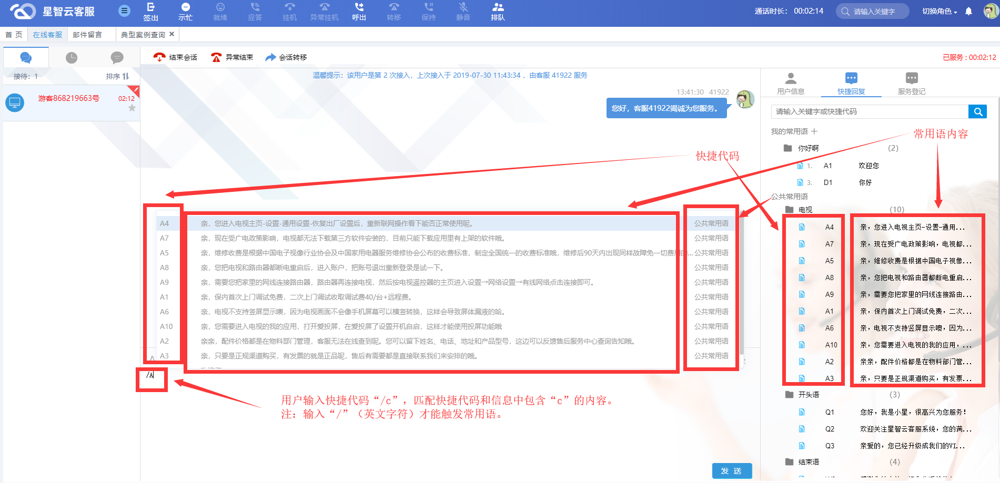 星智云客服
签出 示忙 就绪 应答 挂机 异常挂机 呼出 转移 保持 静音 排队
通话时长： 00:02:14 请输入关键字 切换角色
首 页 在线客服 邮件留言 典型案例查询 ×
结束会话 异常结束 会话转移
已服务 : 00:02:12
接待：1 排序
游客868219663号 02:12
温馨提示：该用户是第 2 次接入，上次接入于 2019-07-30 11:43:34 ，由客服 41922 服务
13:41:30 41922
您好，客服41922竭诚为您服务。
用户信息 快捷回复 服务登记
请输入关键字或快捷代码
我的常用语
你好啊 (2)
1. A1 欢迎您
3. D1 你好
公共常用语
电视 (10)
A4 亲，您进入电视主页-设置-通用...
A7 亲，现在受广电政策影响，电视都...
A5 亲，维修收费是根据中国电子视像...
A8 亲，您把电视和路由器都断电重启...
A9 亲，需要您把家里的网线连接路由...
A1 亲，保内首次上门调试免费，二次...
A6 亲，电视不支持竖屏显示噢，因为...
A10 亲，您需要进入电视的我的应用，...
A2 亲亲，配件价格都是在物料部门管...
A3 亲，只要是正规渠道购买，有发票...
开头语 (3)
Q1 您好，我是小星，很高兴为您服务！
Q2 欢迎关注星智云客服系统，您的满...
Q3 亲爱的，您已经升级成我们的VI...
结束语 (4)
常用语内容
快捷代码
A4 亲，您进入电视主页-设置-通用设置-恢复出厂设置后，重新联网操作看下能否正常使用呢。 公共常用语
A7 亲，现在受广电政策影响，电视都无法下载第三方软件安装的，目前只能下载应用里有上架的软件哦。 公共常用语
A5 亲，维修收费是根据中国电子视像行业协会及中国家用电器服务维修协会公布的收费标准，制定全国统一的收费标准哦，维修后90天内出现同样故障免一切费用的... 公共常用语
A8 亲，您把电视和路由器都断电重启后，进入账户，把账号退出重新登录是试一下。 公共常用语
A9 亲，需要您把家里的网线连接路由器，路由器再连接电视，然后按电视遥控器的主页进入设置→网络设置→有线网络点击连接即可。 公共常用语
A1 亲，保内首次上门调试免费，二次上门调试收取调试费40/台+远程费。 公共常用语
A6 亲，电视不支持竖屏显示噢，因为电视画面不会像手机屏幕可以横竖转换，这样会导致屏体漏液的哈。 公共常用语
A10 亲，您需要进入电视的我的应用，打开爱投屏，在爱投屏了设置开机自启，这样才能使用投屏功能哦 公共常用语
A2 亲亲，配件价格都是在物料部门管理，客服无法在线查到呢。您可以留下姓名、电话、地址和产品型号，这边可以反馈售后服务中心查询告知哦。 公共常用语
A3 亲，只要是正规渠道购买，有发票的就是正品呢，售后有需要都是直接联系我们来安排的哦。 公共常用语
/A
用户输入快捷代码“/c”，匹配快捷代码和信息中包含“c”的内容。
注：输入“/”（英文字符）才能触发常用语。
发 送